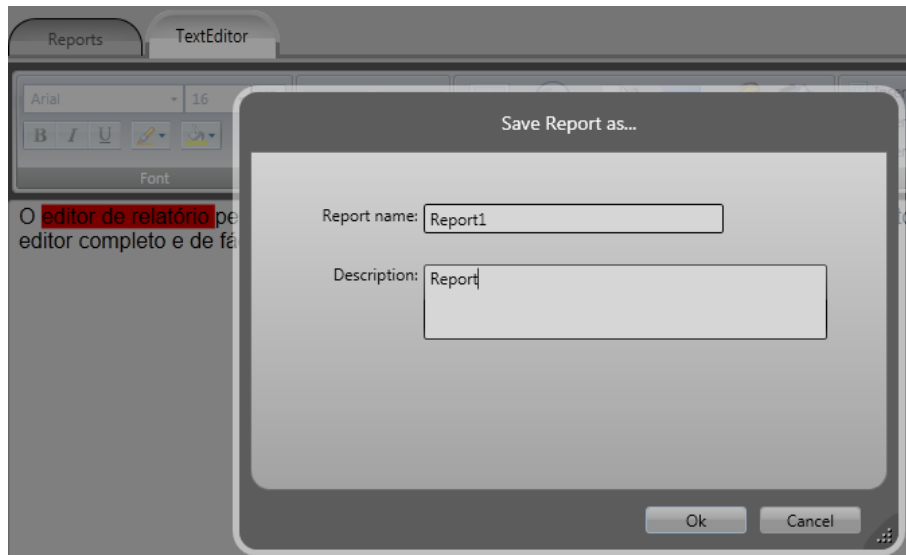 Reports TextEditor
Arial 16
B I U
Font
Save Report as...
O editor de relatório pe
editor completo e de fá
Report name: Report1
Description: Report
Ok Cancel